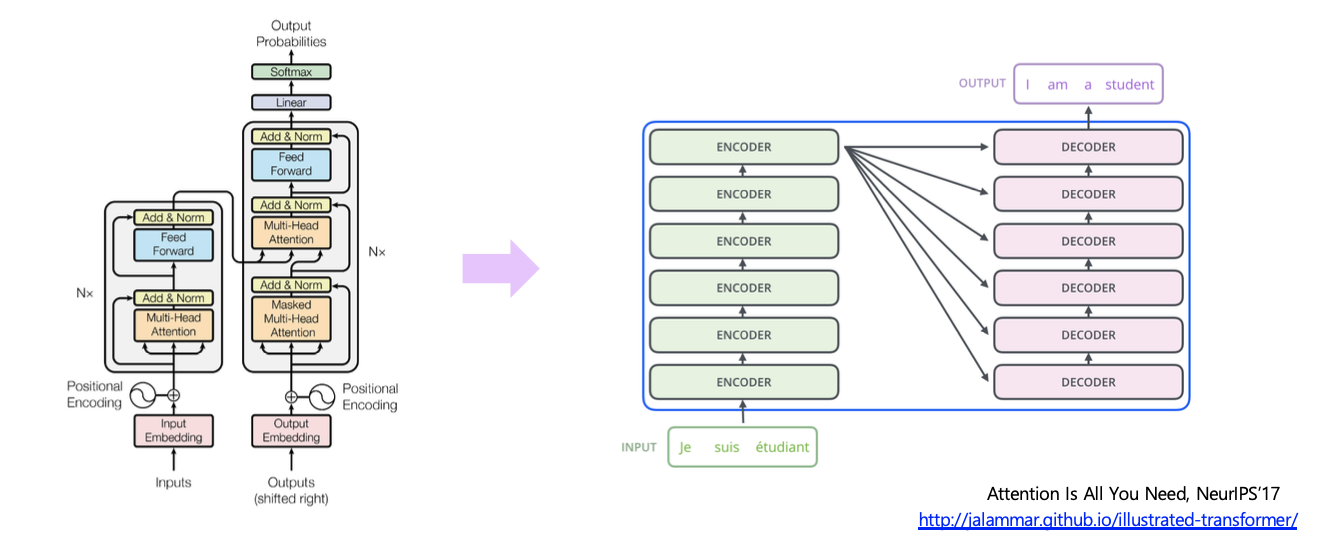 Output
Probabilities
Softmax
Linear
Add & Norm
Feed
Forward
Add & Norm
Multi-Head
Attention
Add & Norm
Masked
Multi-Head
Attention
N×
Add & Norm
Feed
Forward
Add & Norm
Multi-Head
Attention
N×
Positional
Encoding
Positional
Encoding
Input
Embedding
Output
Embedding
Inputs
Outputs
(shifted right)
OUTPUT I am a student
ENCODER
ENCODER
ENCODER
ENCODER
ENCODER
ENCODER
DECODER
DECODER
DECODER
DECODER
DECODER
DECODER
INPUT Je suis étudiant
Attention Is All You Need, NeurIPS’17
http://jalammar.github.io/illustrated-transformer/